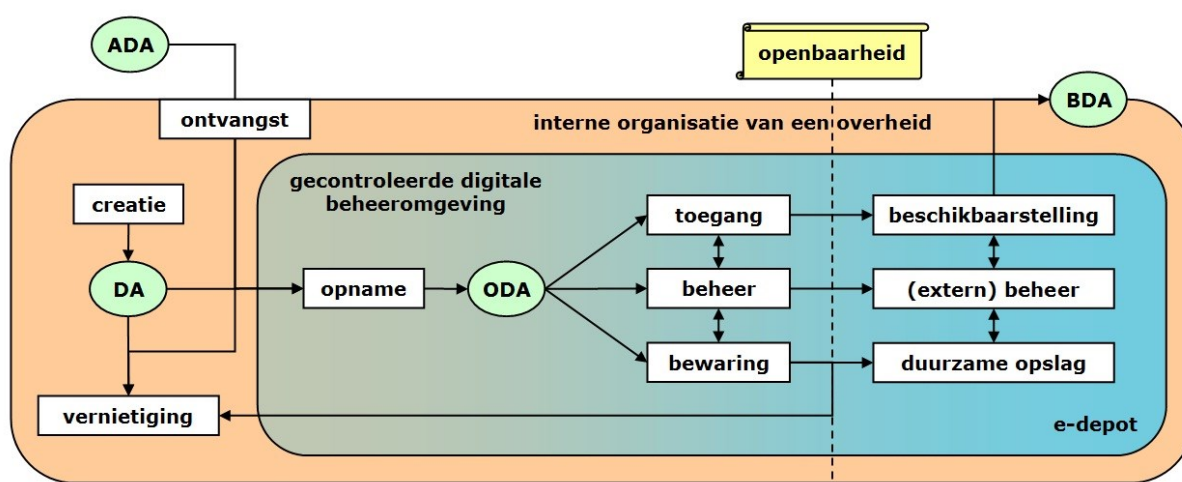 ADA
openbaarheid
BDA
ontvangst
interne organisatie van een overheid
gecontroleerde digitale
beheeromgeving
creatie
toegang
beschikbaarstelling
DA
opname
ODA
beheer
(extern) beheer
bewaring
duurzame opslag
vernietiging
e-depot